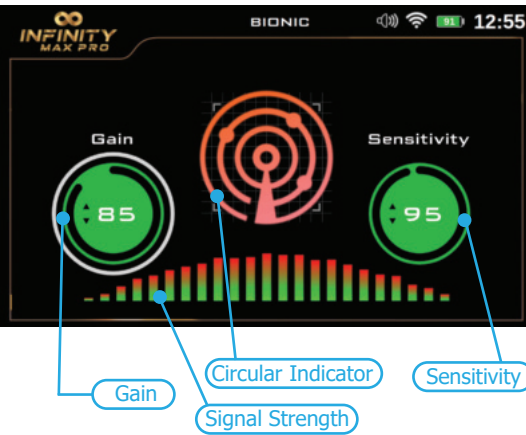 INFINITY
MAX PRO
BIONIC
91
12:55
Gain
Sensitivity
85
95
Circular Indicator
Sensitivity
Gain
Signal Strength